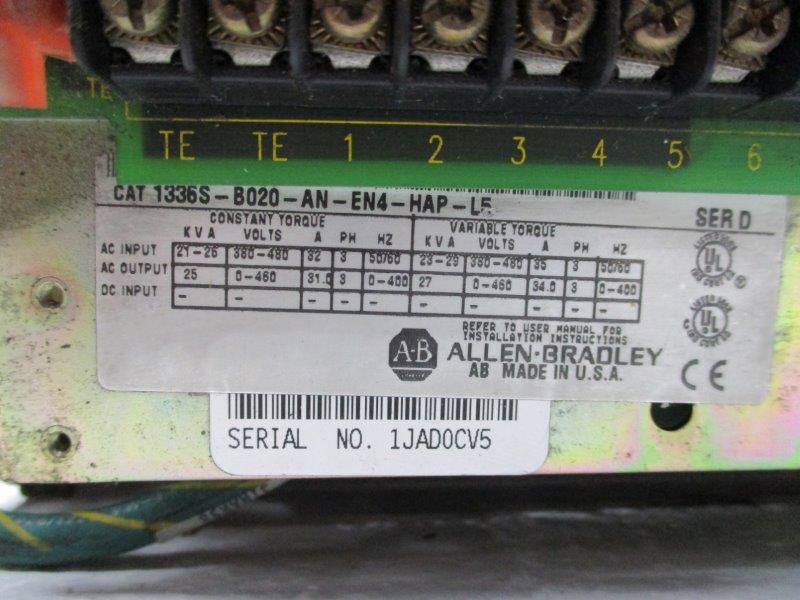 TE
TE TE 1 2 3 4 5 6
CAT 1336S-B020-AN-EN4-HAP-L5
SER D
CONSTANT TORQUE VARIABLE TORQUE
KVA VOLTS A PH HZ KVA VOLTS A PH HZ
AC INPUT 21-26 380-480 32 3 50/60 23-29 380-480 35 3 50/60
AC OUTPUT 25 0-460 31.0 3 0-400 27 0-460 34.0 3 0-400
DC INPUT - - - - - -
REFER TO USER MANUAL FOR
INSTALLATION INSTRUCTIONS
A-B ALLEN-BRADLEY
AB MADE IN U.S.A.
UL
UL
CE
SERIAL NO. 1JAD0CV5